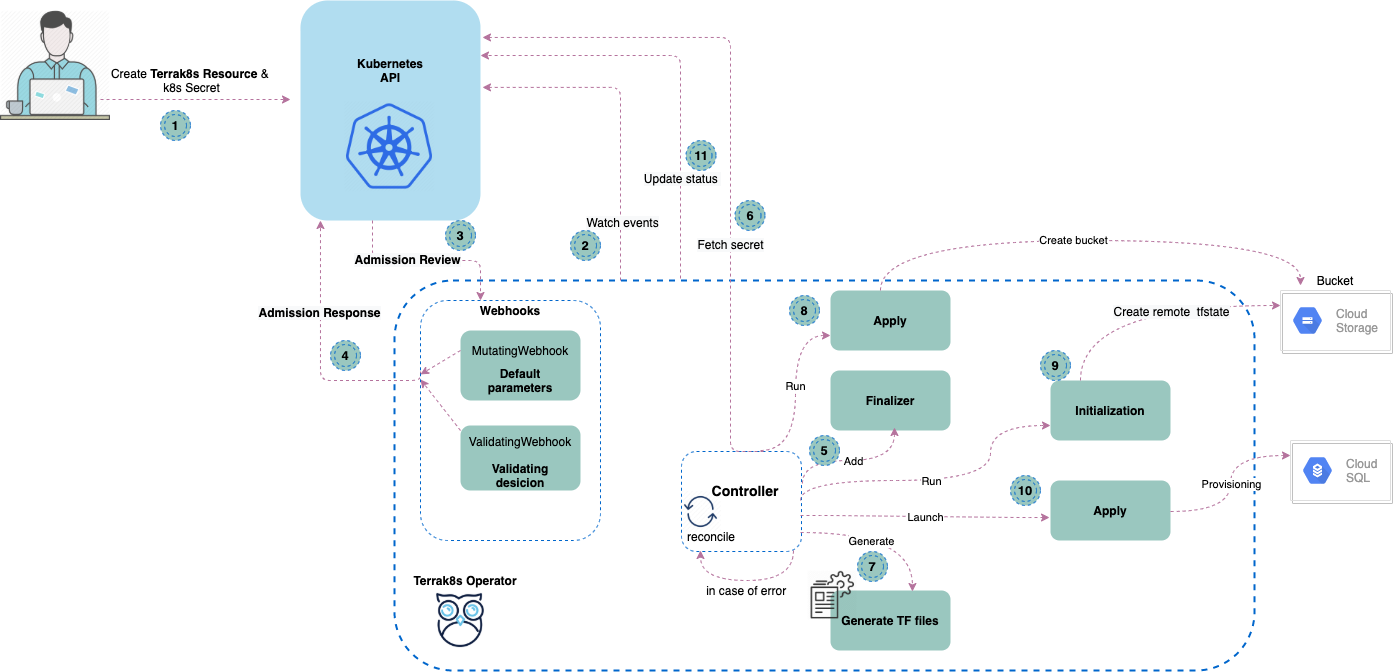 Create Terrak8s Resource &
k8s Secret
1
Kubernetes
API
11
Update status
6
Fetch secret
Watch events
2
3
Admission Review
Admission Response
4
Webhooks
MutatingWebhook
Default
parameters
ValidatingWebhook
Validating
desicion
Terrak8s Operator
Controller
reconcile
in case of error
Run
8
Apply
Finalizer
5
Add
Run
Launch
Generate
7
Generate TF files
Create bucket
Create remote tfstate
9
Initialization
10
Apply
Provisioning
Bucket
Cloud
Storage
Cloud
SQL